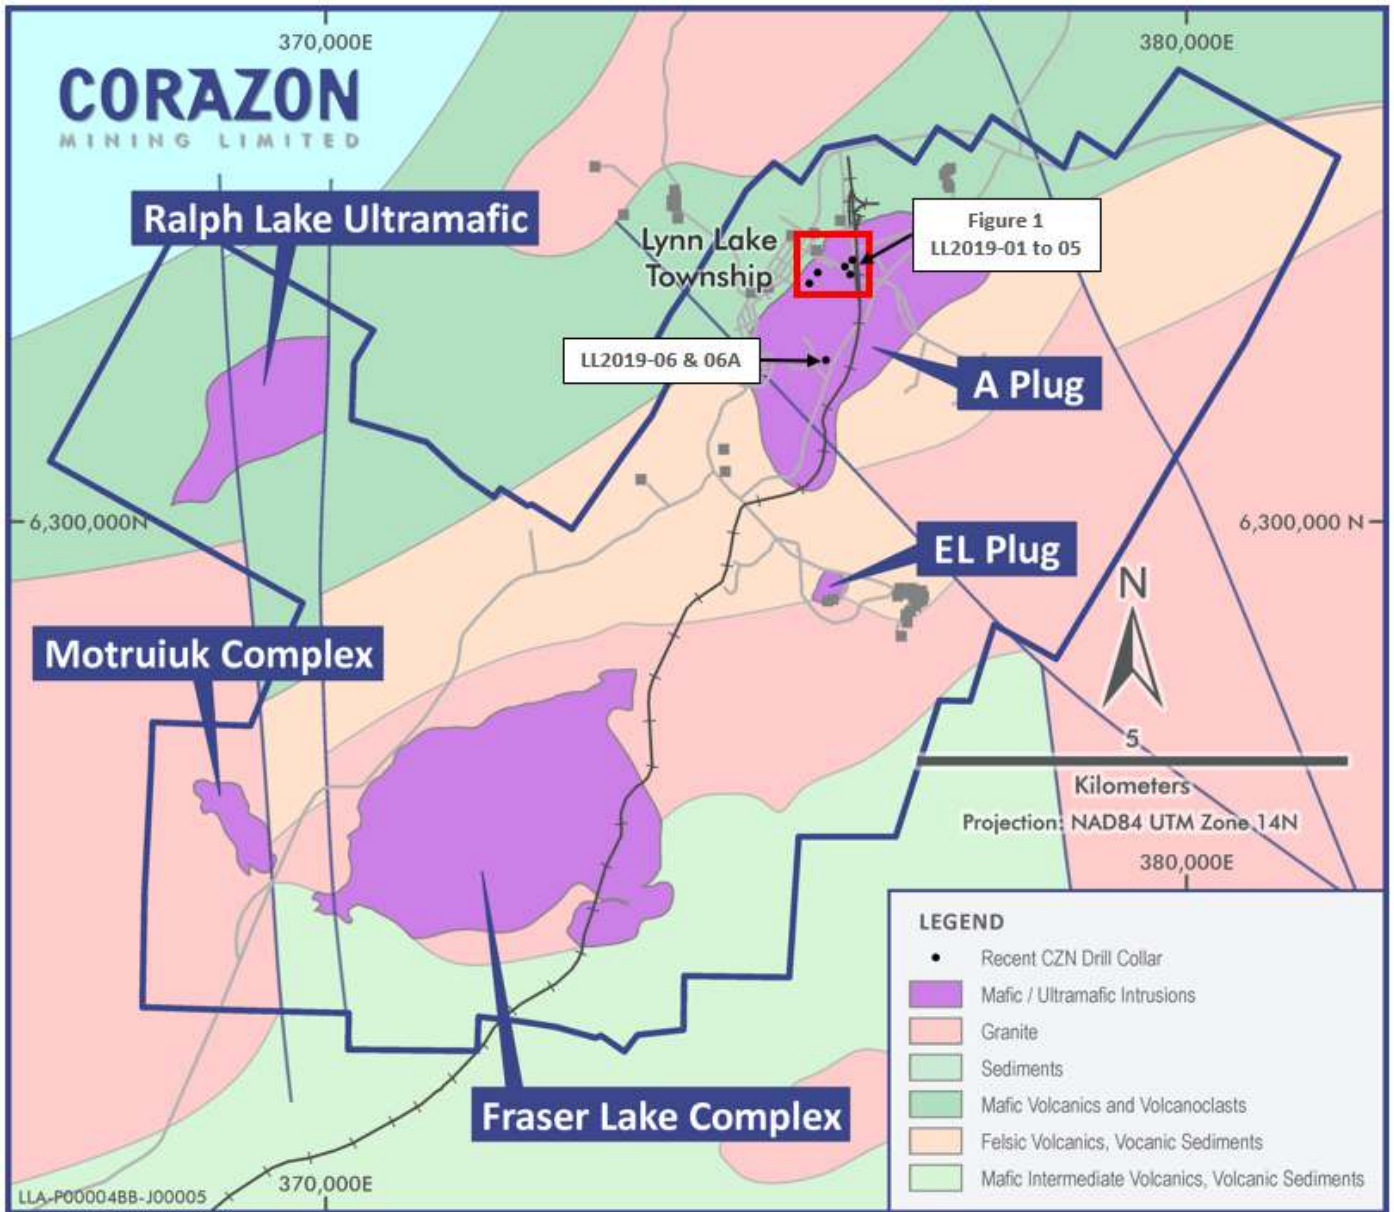 370,000E
380,000E
CORAZON
MINING LIMITED
Ralph Lake Ultramafic
Lynn Lake
Township
Figure 1
LL2019-01 to 05
LL2019-06 & 06A
A Plug
6,300,000N
6,300,000 N
EL Plug
N
Motruiuk Complex
5
Kilometers
Projection: NAD84 UTM Zone 14N
380,000E
Fraser Lake Complex
LEGEND
Recent CZN Drill Collar
Mafic / Ultramafic Intrusions
Granite
Sediments
Mafic Volcanics and Volcanoclasts
Felsic Volcanics, Vocanic Sediments
Mafic Intermediate Volcanics, Volcanic Sediments
370,000E
LLA-P00004BB-J00005